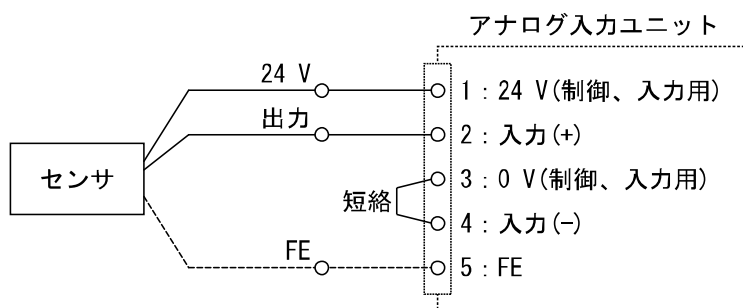 アナログ入力ユニット
24 V
1：24 V(制御、入力用)
出力
2：入力(+)
センサ
3：0 V(制御、入力用)
短絡
4：入力(−)
FE
5：FE